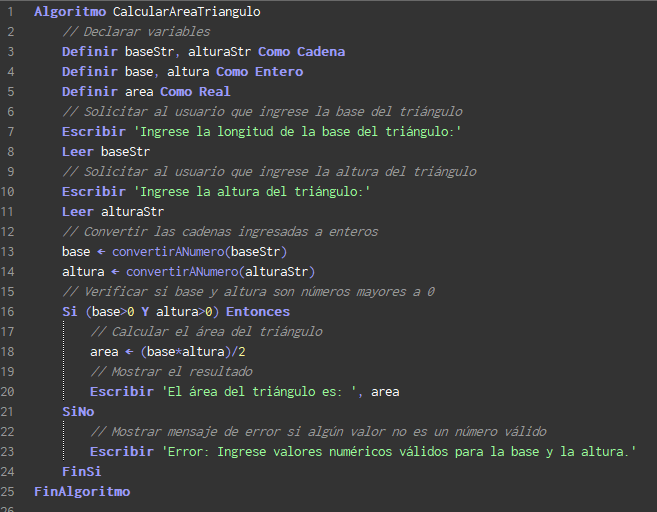 1 Algoritmo CalcularAreaTriangulo
2 // Declarar variables
3 Definir baseStr, alturaStr Como Cadena
4 Definir base, altura Como Entero
5 Definir area Como Real
6 // Solicitar al usuario que ingrese la base del triángulo
7 Escribir 'Ingrese la longitud de la base del triángulo:'
8 Leer baseStr
9 // Solicitar al usuario que ingrese la altura del triángulo
10 Escribir 'Ingrese la altura del triángulo:'
11 Leer alturaStr
12 // Convertir las cadenas ingresadas a enteros
13 base ← convertirANumero(baseStr)
14 altura ← convertirANumero(alturaStr)
15 // Verificar si base y altura son números mayores a 0
16 Si (base>0 Y altura>0) Entonces
17 // Calcular el área del triángulo
18 area ← (base*altura)/2
19 // Mostrar el resultado
20 Escribir 'El área del triángulo es: ', area
21 SiNo
22 // Mostrar mensaje de error si algún valor no es un número válido
23 Escribir 'Error: Ingrese valores numéricos válidos para la base y la altura.'
24 FinSi
25 FinAlgoritmo
26